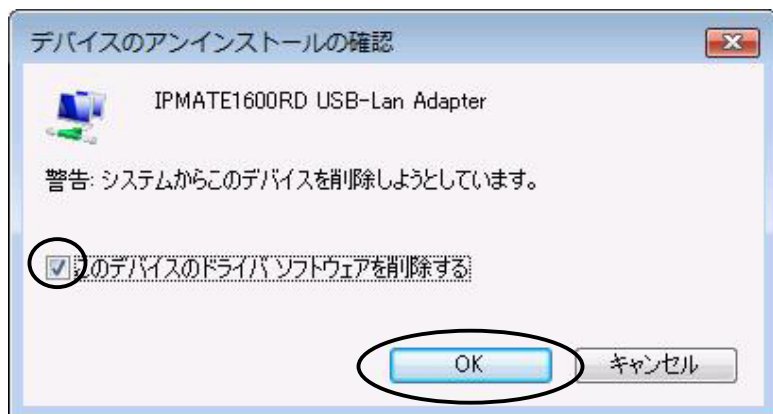 デバイスのアンインストールの確認
IPMATE1600RD USB-Lan Adapter
警告: システムからこのデバイスを削除しようとしています。
このデバイスのドライバ ソフトウェアを削除する
OK
キャンセル